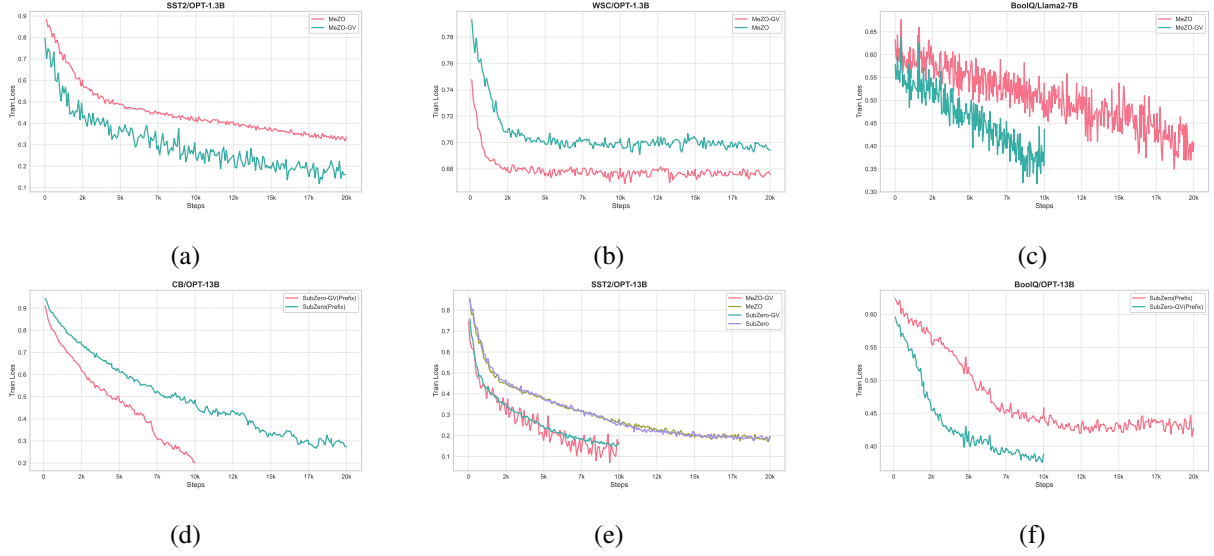 SST2/OPT-1.3B
MeZO
MeZO-GV
Train Loss
0.9
0.8
0.7
0.6
0.5
0.4
0.3
0.2
0.1
0
2k
5k
7k
10k
12k
15k
17k
20k
Steps
(a)
WSC/OPT-1.3B
MeZO-GV
MeZO
Train Loss
0.78
0.76
0.74
0.72
0.70
0.68
0
2k
5k
7k
10k
12k
15k
17k
20k
Steps
(b)
BoolQ/Llama2-7B
MeZO
MeZO-GV
Train Loss
0.65
0.60
0.55
0.50
0.45
0.40
0.35
0.30
0
2k
5k
7k
10k
12k
15k
17k
20k
Steps
(c)
CB/OPT-13B
SubZero-GV(Prefix)
SubZero(Prefix)
Train Loss
0.9
0.8
0.7
0.6
0.5
0.4
0.3
0.2
0
2k
5k
7k
10k
12k
15k
17k
20k
Steps
(d)
SST2/OPT-13B
MeZO-GV
MeZO
SubZero-GV
SubZero
Train Loss
0.8
0.7
0.6
0.5
0.4
0.3
0.2
0.1
0
2k
5k
7k
10k
12k
15k
17k
20k
Steps
(e)
BoolQ/OPT-13B
SubZero(Prefix)
SubZero-GV(Prefix)
Train Loss
0.60
0.55
0.50
0.45
0.40
0
2k
5k
7k
10k
12k
15k
17k
20k
Steps
(f)